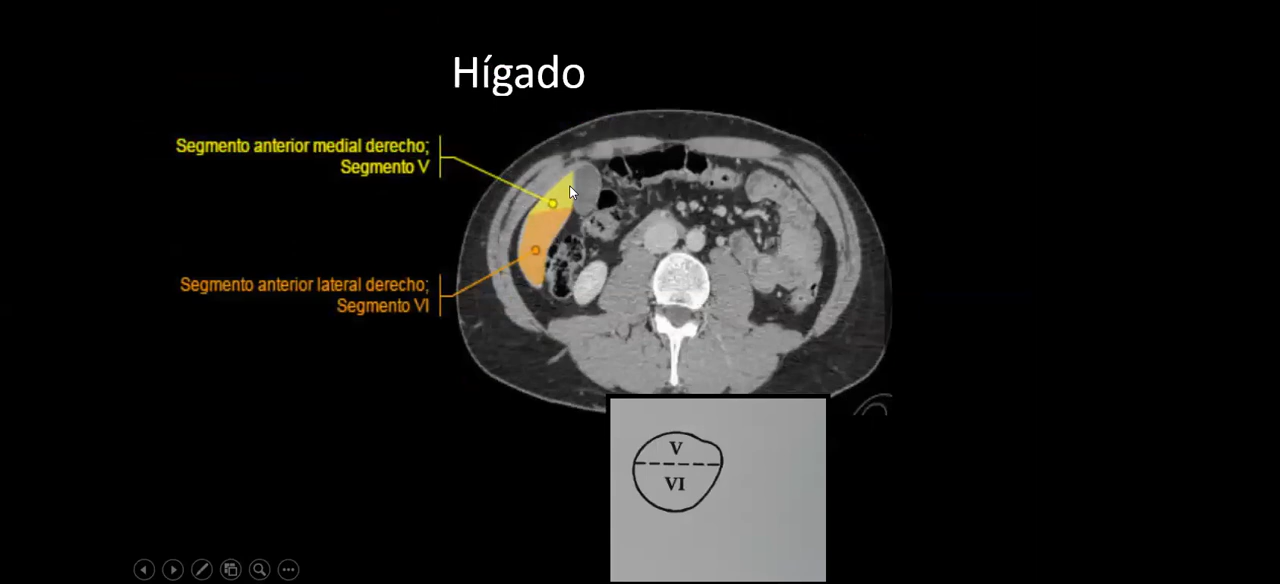 Hígado
Segmento anterior medial derecho;
Segmento V
Segmento anterior lateral derecho;
Segmento VI
V
VI